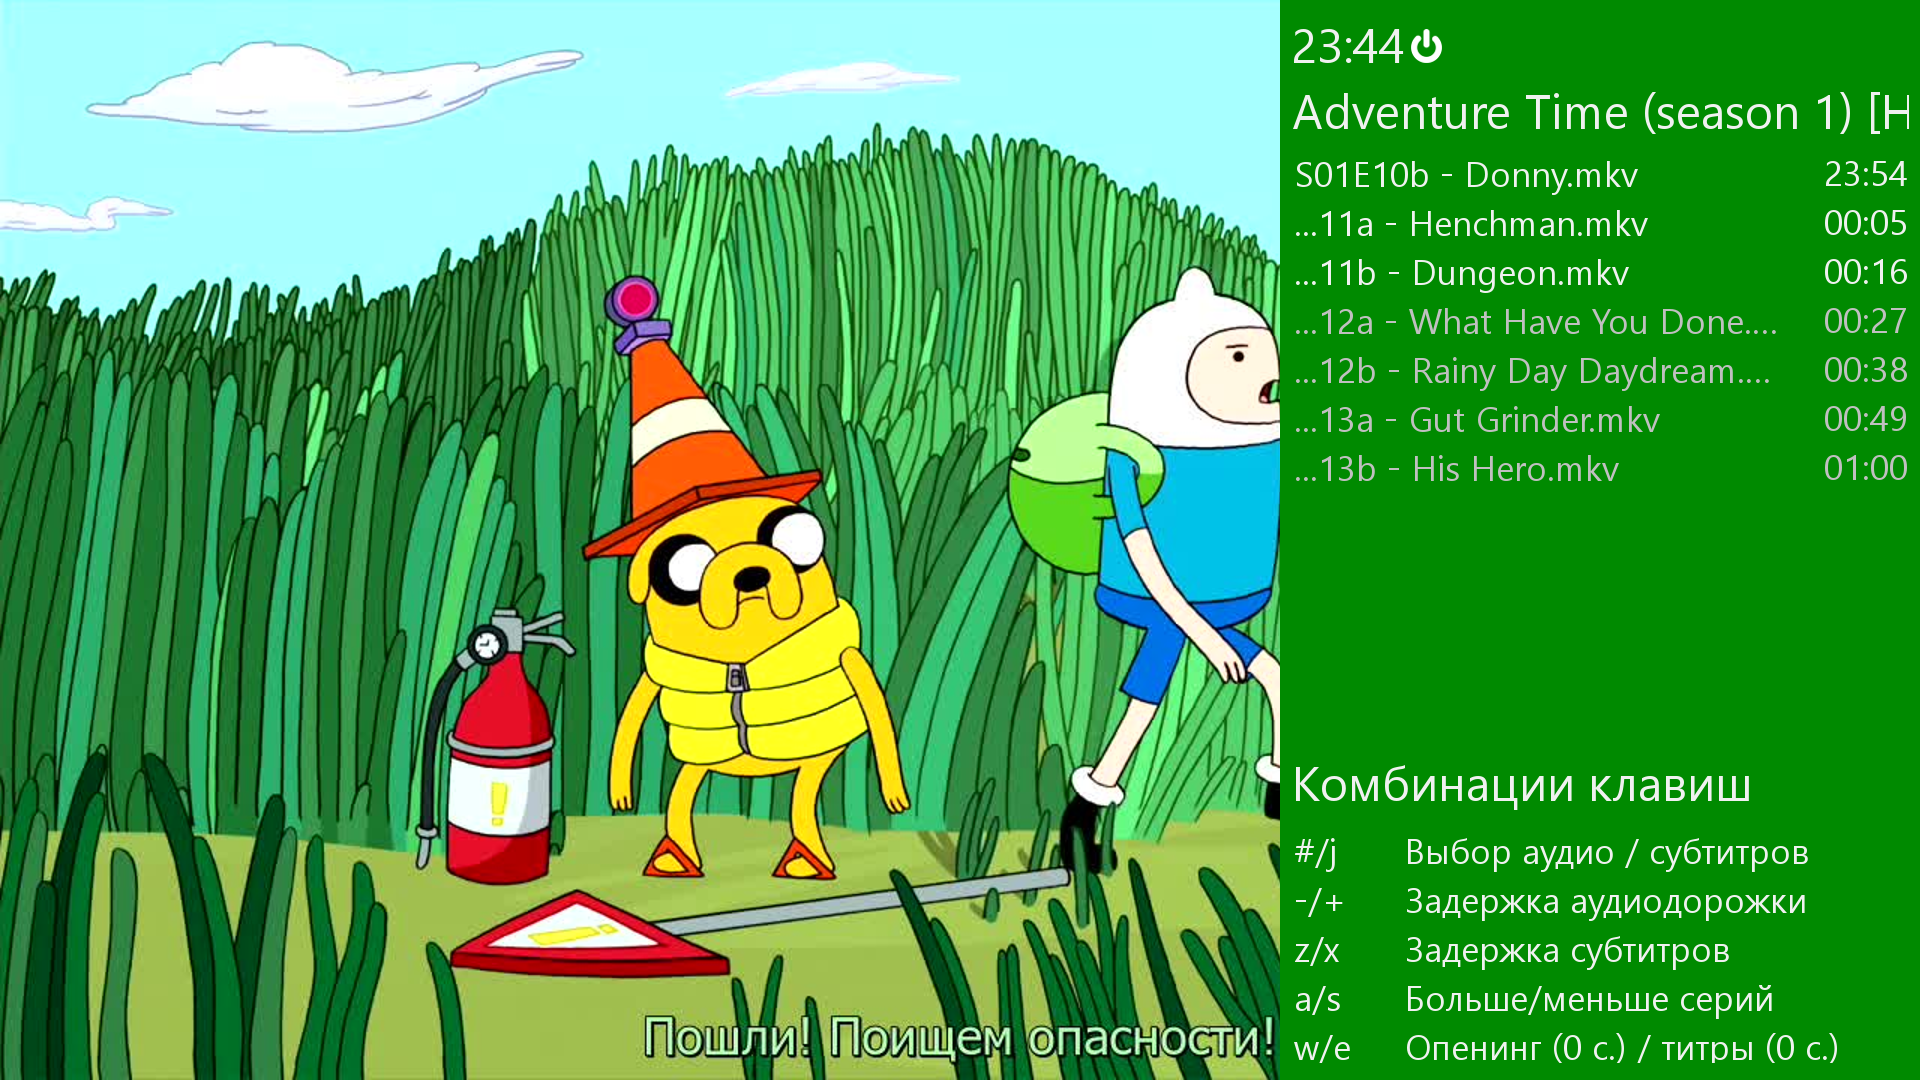 23:44
Adventure Time (season 1) [H
S01E10b - Donny.mkv 23:54
...11a - Henchman.mkv 00:05
...11b - Dungeon.mkv 00:16
...12a - What Have You Done.... 00:27
...12b - Rainy Day Daydream.... 00:38
...13a - Gut Grinder.mkv 00:49
...13b - His Hero.mkv 01:00
Комбинации клавиш
#/j Выбор аудио / субтитров
-/+ Задержка аудиодорожки
z/x Задержка субтитров
a/s Больше/меньше серий
w/e Опенинг (0 с.) / титры (0 с.)
!
!
Пошли! Поищем опасности!